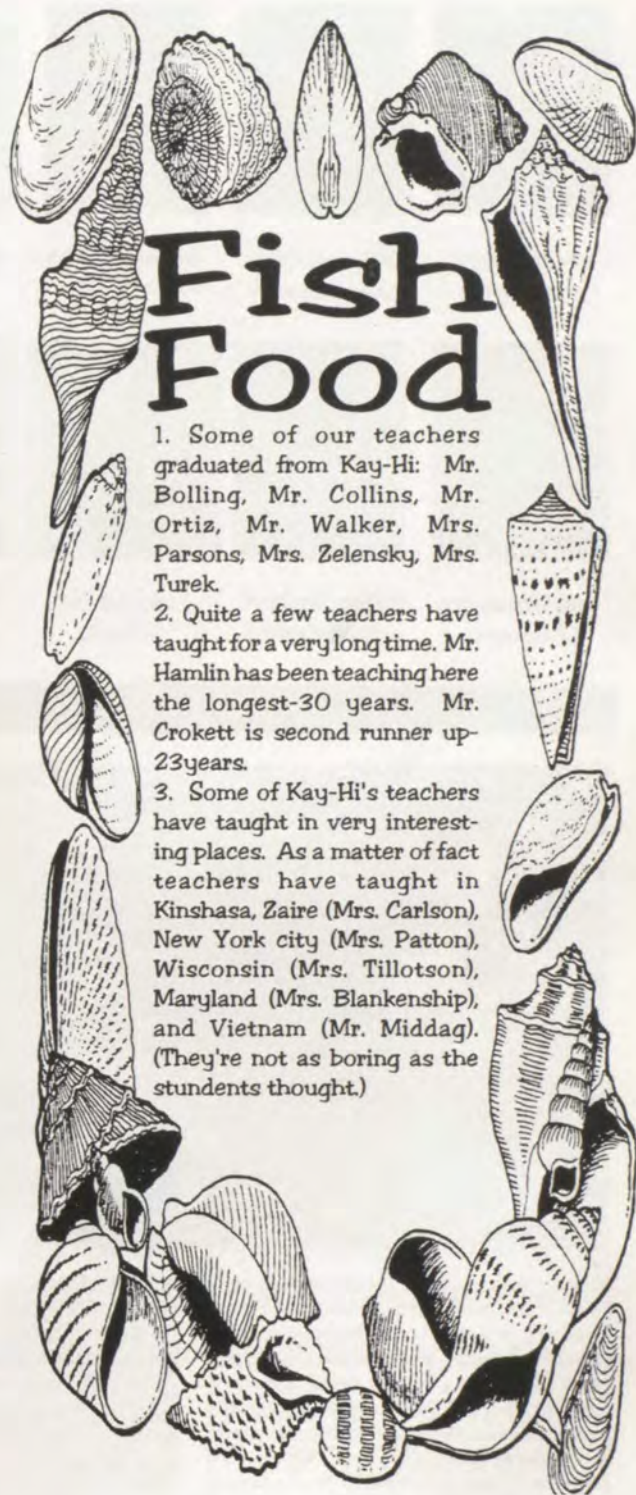 Fish
Food
1. Some of our teachers
graduated from Kay-Hi: Mr.
Bolling, Mr. Collins, Mr.
Ortiz, Mr. Walker, Mrs.
Parsons, Mrs. Zelensky, Mrs.
Turek.
2. Quite a few teachers have
taught for a very long time. Mr.
Hamlin has been teaching here
the longest-30 years. Mr.
Crokett is second runner up-
23years.
3. Some of Kay-Hi's teachers
have taught in very interest-
ing places. As a matter of fact
teachers have taught in
Kinshasa, Zaire (Mrs. Carlson),
New York city (Mrs. Patton),
Wisconsin (Mrs. Tillotson),
Maryland (Mrs. Blankenship),
and Vietnam (Mr. Middag).
(They're not as boring as the
stundents thought.)